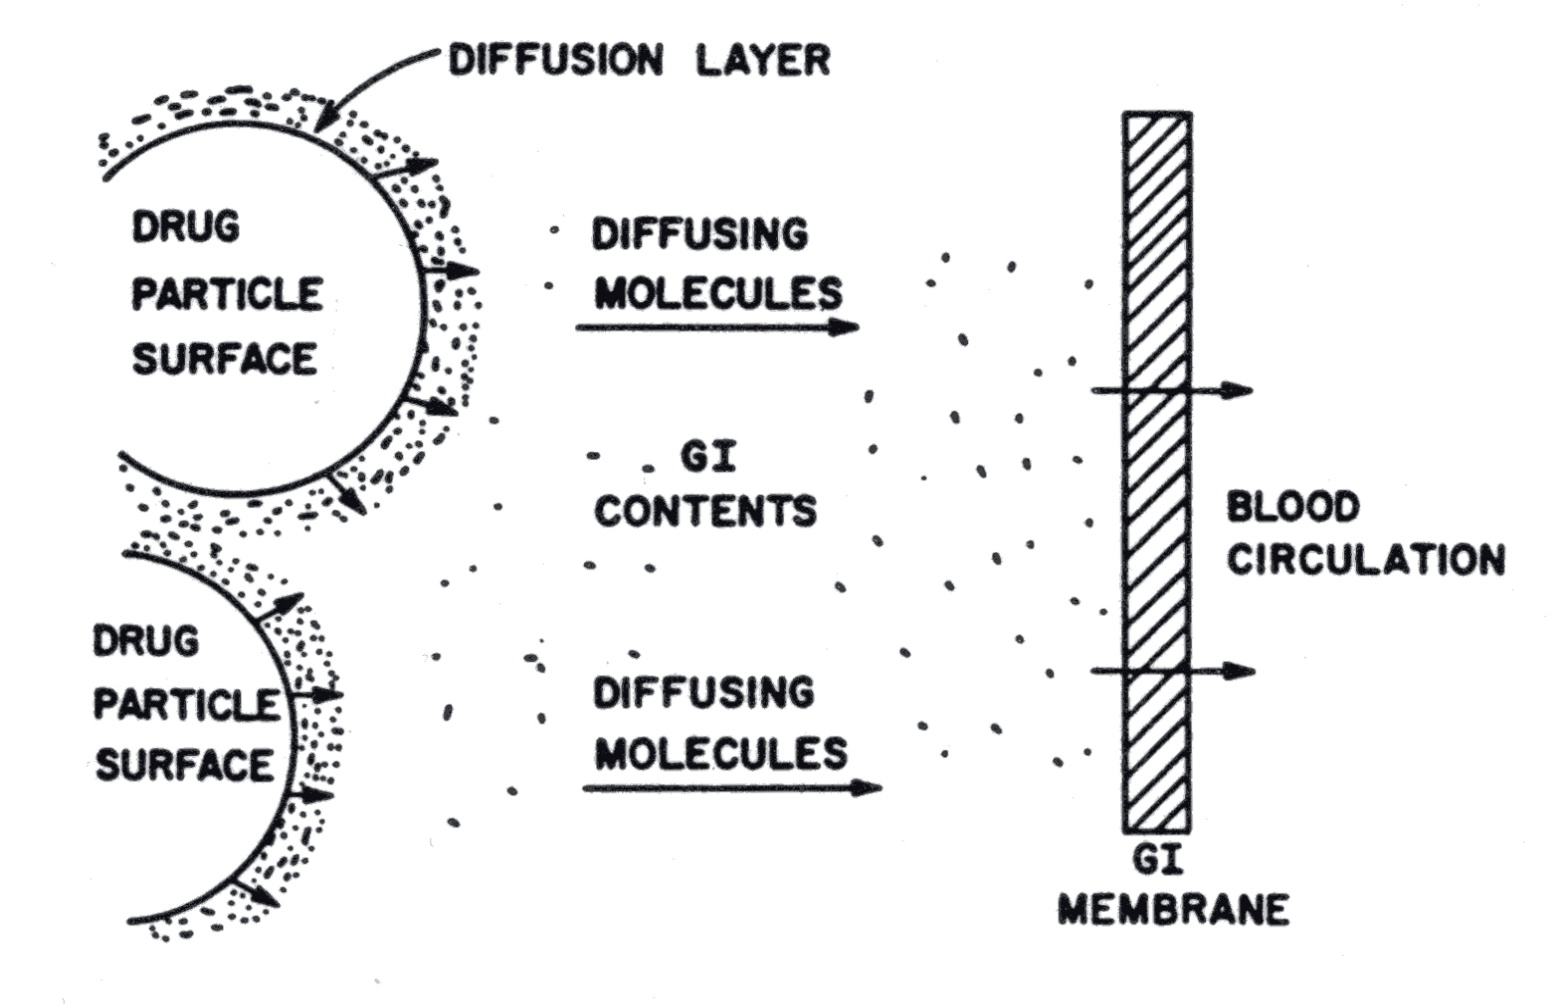 DIFFUSION LAYER
DRUG
PARTICLE
SURFACE
DIFFUSING
MOLECULES
GI
CONTENTS
BLOOD
CIRCULATION
DRUG
PARTICLE
SURFACE
DIFFUSING
MOLECULES
GI
MEMBRANE